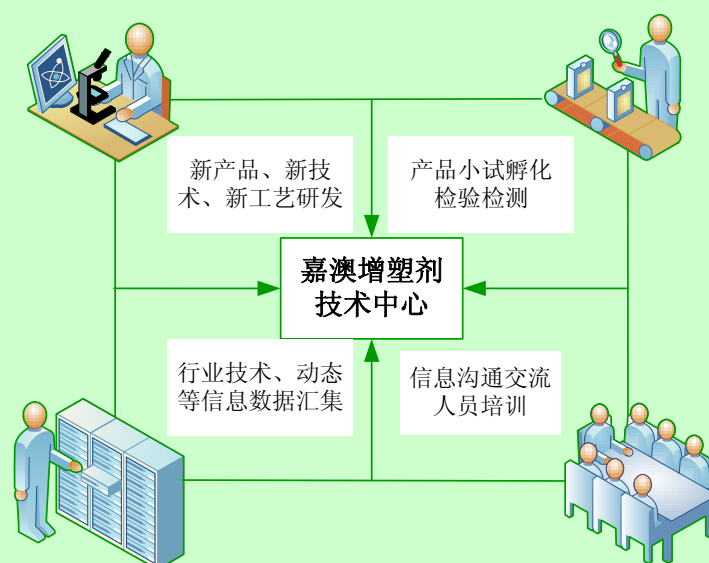 新产品、新技
术、新工艺研发
产品小试孵化
检验检测
嘉澳增塑剂
技术中心
行业技术、动态
等信息数据汇集
信息沟通交流
人员培训